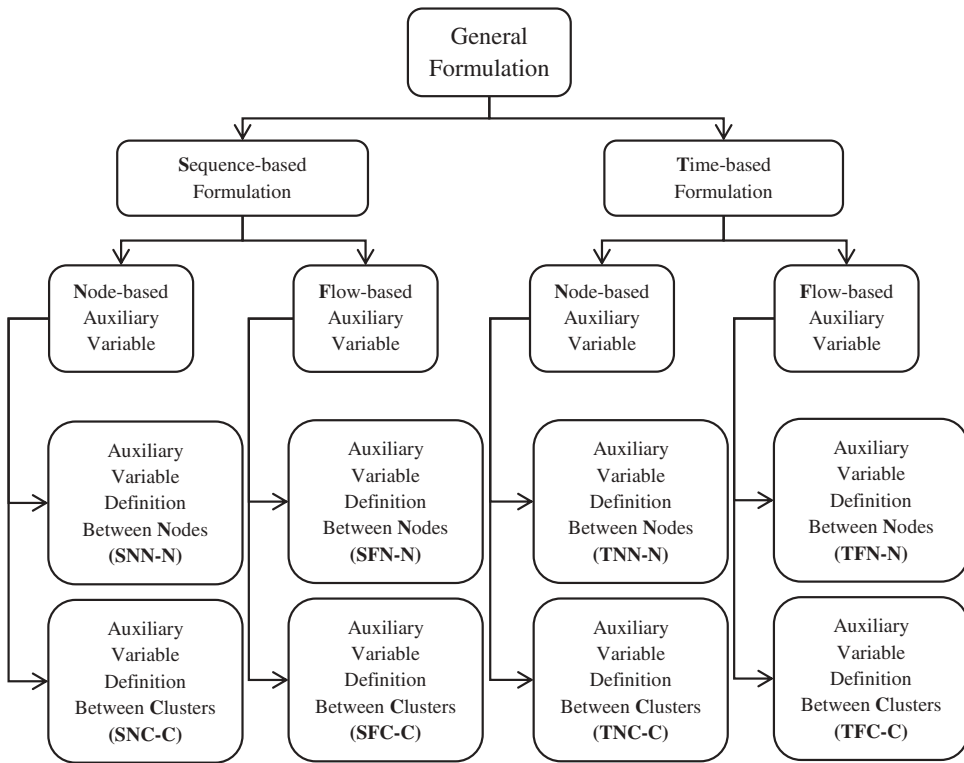 General
Formulation
Sequence-based
Formulation
Time-based
Formulation
Node-based
Auxiliary
Variable
Flow-based
Auxiliary
Variable
Node-based
Auxiliary
Variable
Flow-based
Auxiliary
Variable
Auxiliary
Variable
Definition
Between Nodes
(SNN-N)
Auxiliary
Variable
Definition
Between Nodes
(SFN-N)
Auxiliary
Variable
Definition
Between Nodes
(TNN-N)
Auxiliary
Variable
Definition
Between Nodes
(TFN-N)
Auxiliary
Variable
Definition
Between Clusters
(SNC-C)
Auxiliary
Variable
Definition
Between Clusters
(SFC-C)
Auxiliary
Variable
Definition
Between Clusters
(TNC-C)
Auxiliary
Variable
Definition
Between Clusters
(TFC-C)